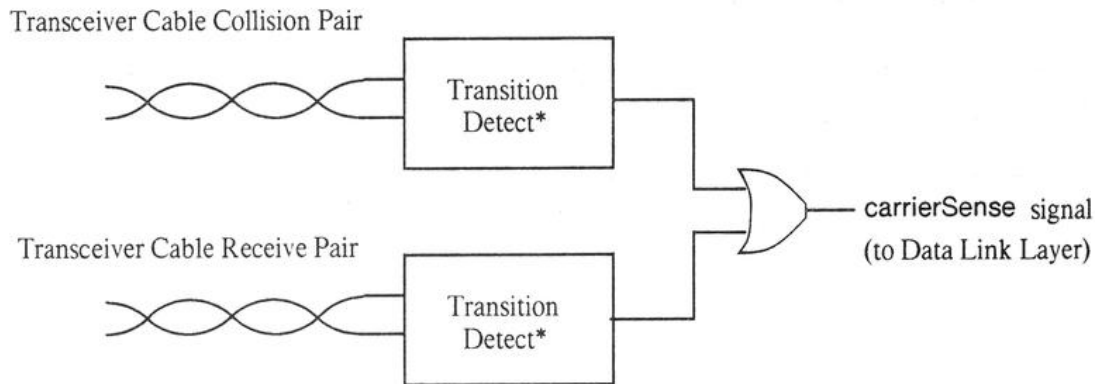 Transceiver Cable Collision Pair
Transition
Detect*
carrierSense signal
(to Data Link Layer)
Transceiver Cable Receive Pair
Transition
Detect*